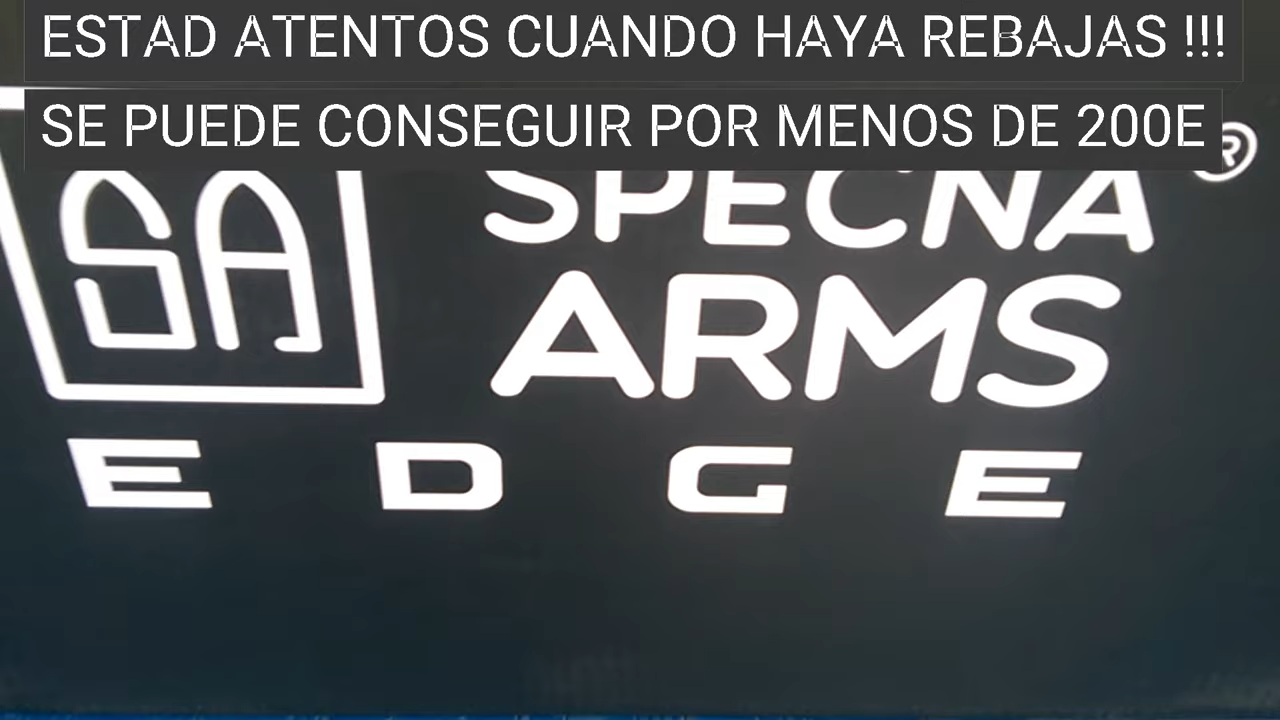 ESTAD ATENTOS CUANDO HAYA REBAJAS !!!
SE PUEDE CONSEGUIR POR MENOS DE 200E
SA
SPECNA
ARMS
®
EDGE